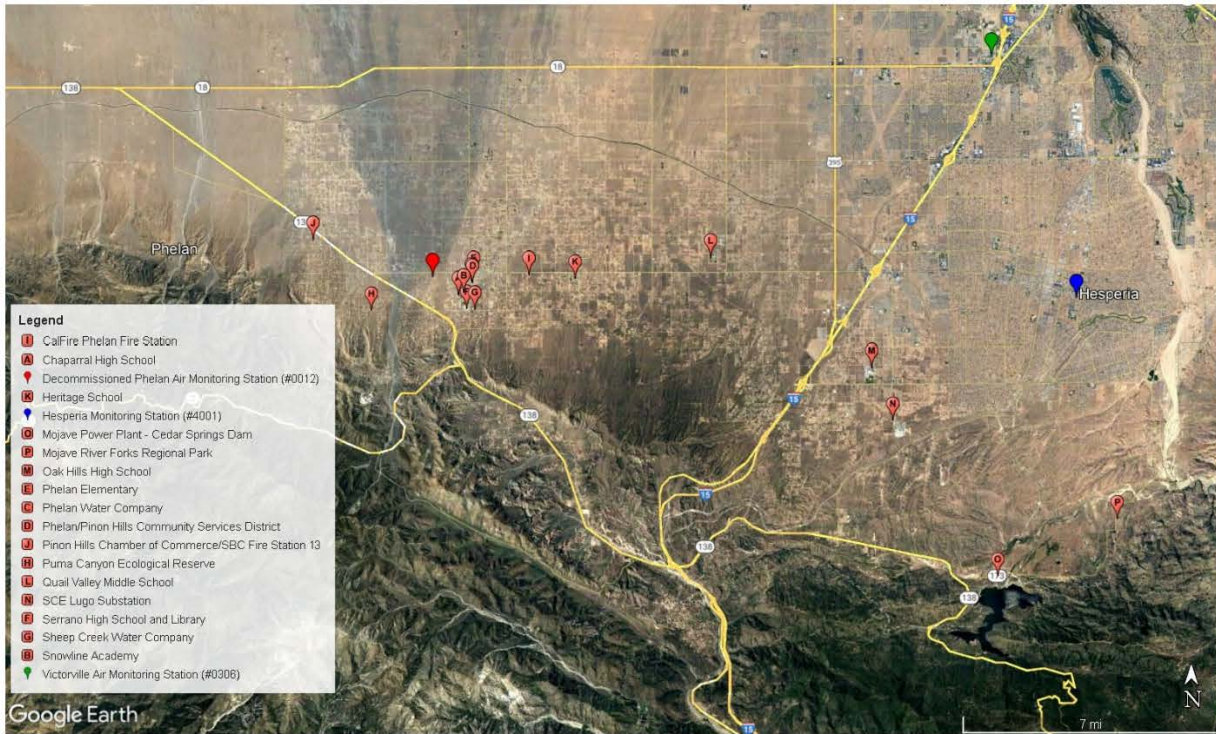 15
138
18
18
395
138
J
Phelan
15
L
I
K
D
B
F
G
H
Hesperia
M
N
138
15
138
P
O
138
15
Legend
I CalFire Phelan Fire Station
A Chaparral High School
Decommissioned Phelan Air Monitoring Station (#0012)
K Heritage School
Hesperia Monitoring Station (#4001)
O Mojave Power Plant - Cedar Springs Dam
P Mojave River Forks Regional Park
M Oak Hills High School
E Phelan Elementary
C Phelan Water Company
D Phelan/Pinon Hills Community Services District
J Pinon Hills Chamber of Commerce/SBC Fire Station 13
H Puma Canyon Ecological Reserve
L Quail Valley Middle School
N SCE Lugo Substation
F Serrano High School and Library
G Sheep Creek Water Company
B Snowline Academy
Victorville Air Monitoring Station (#0306)
Google Earth
N
7 mi